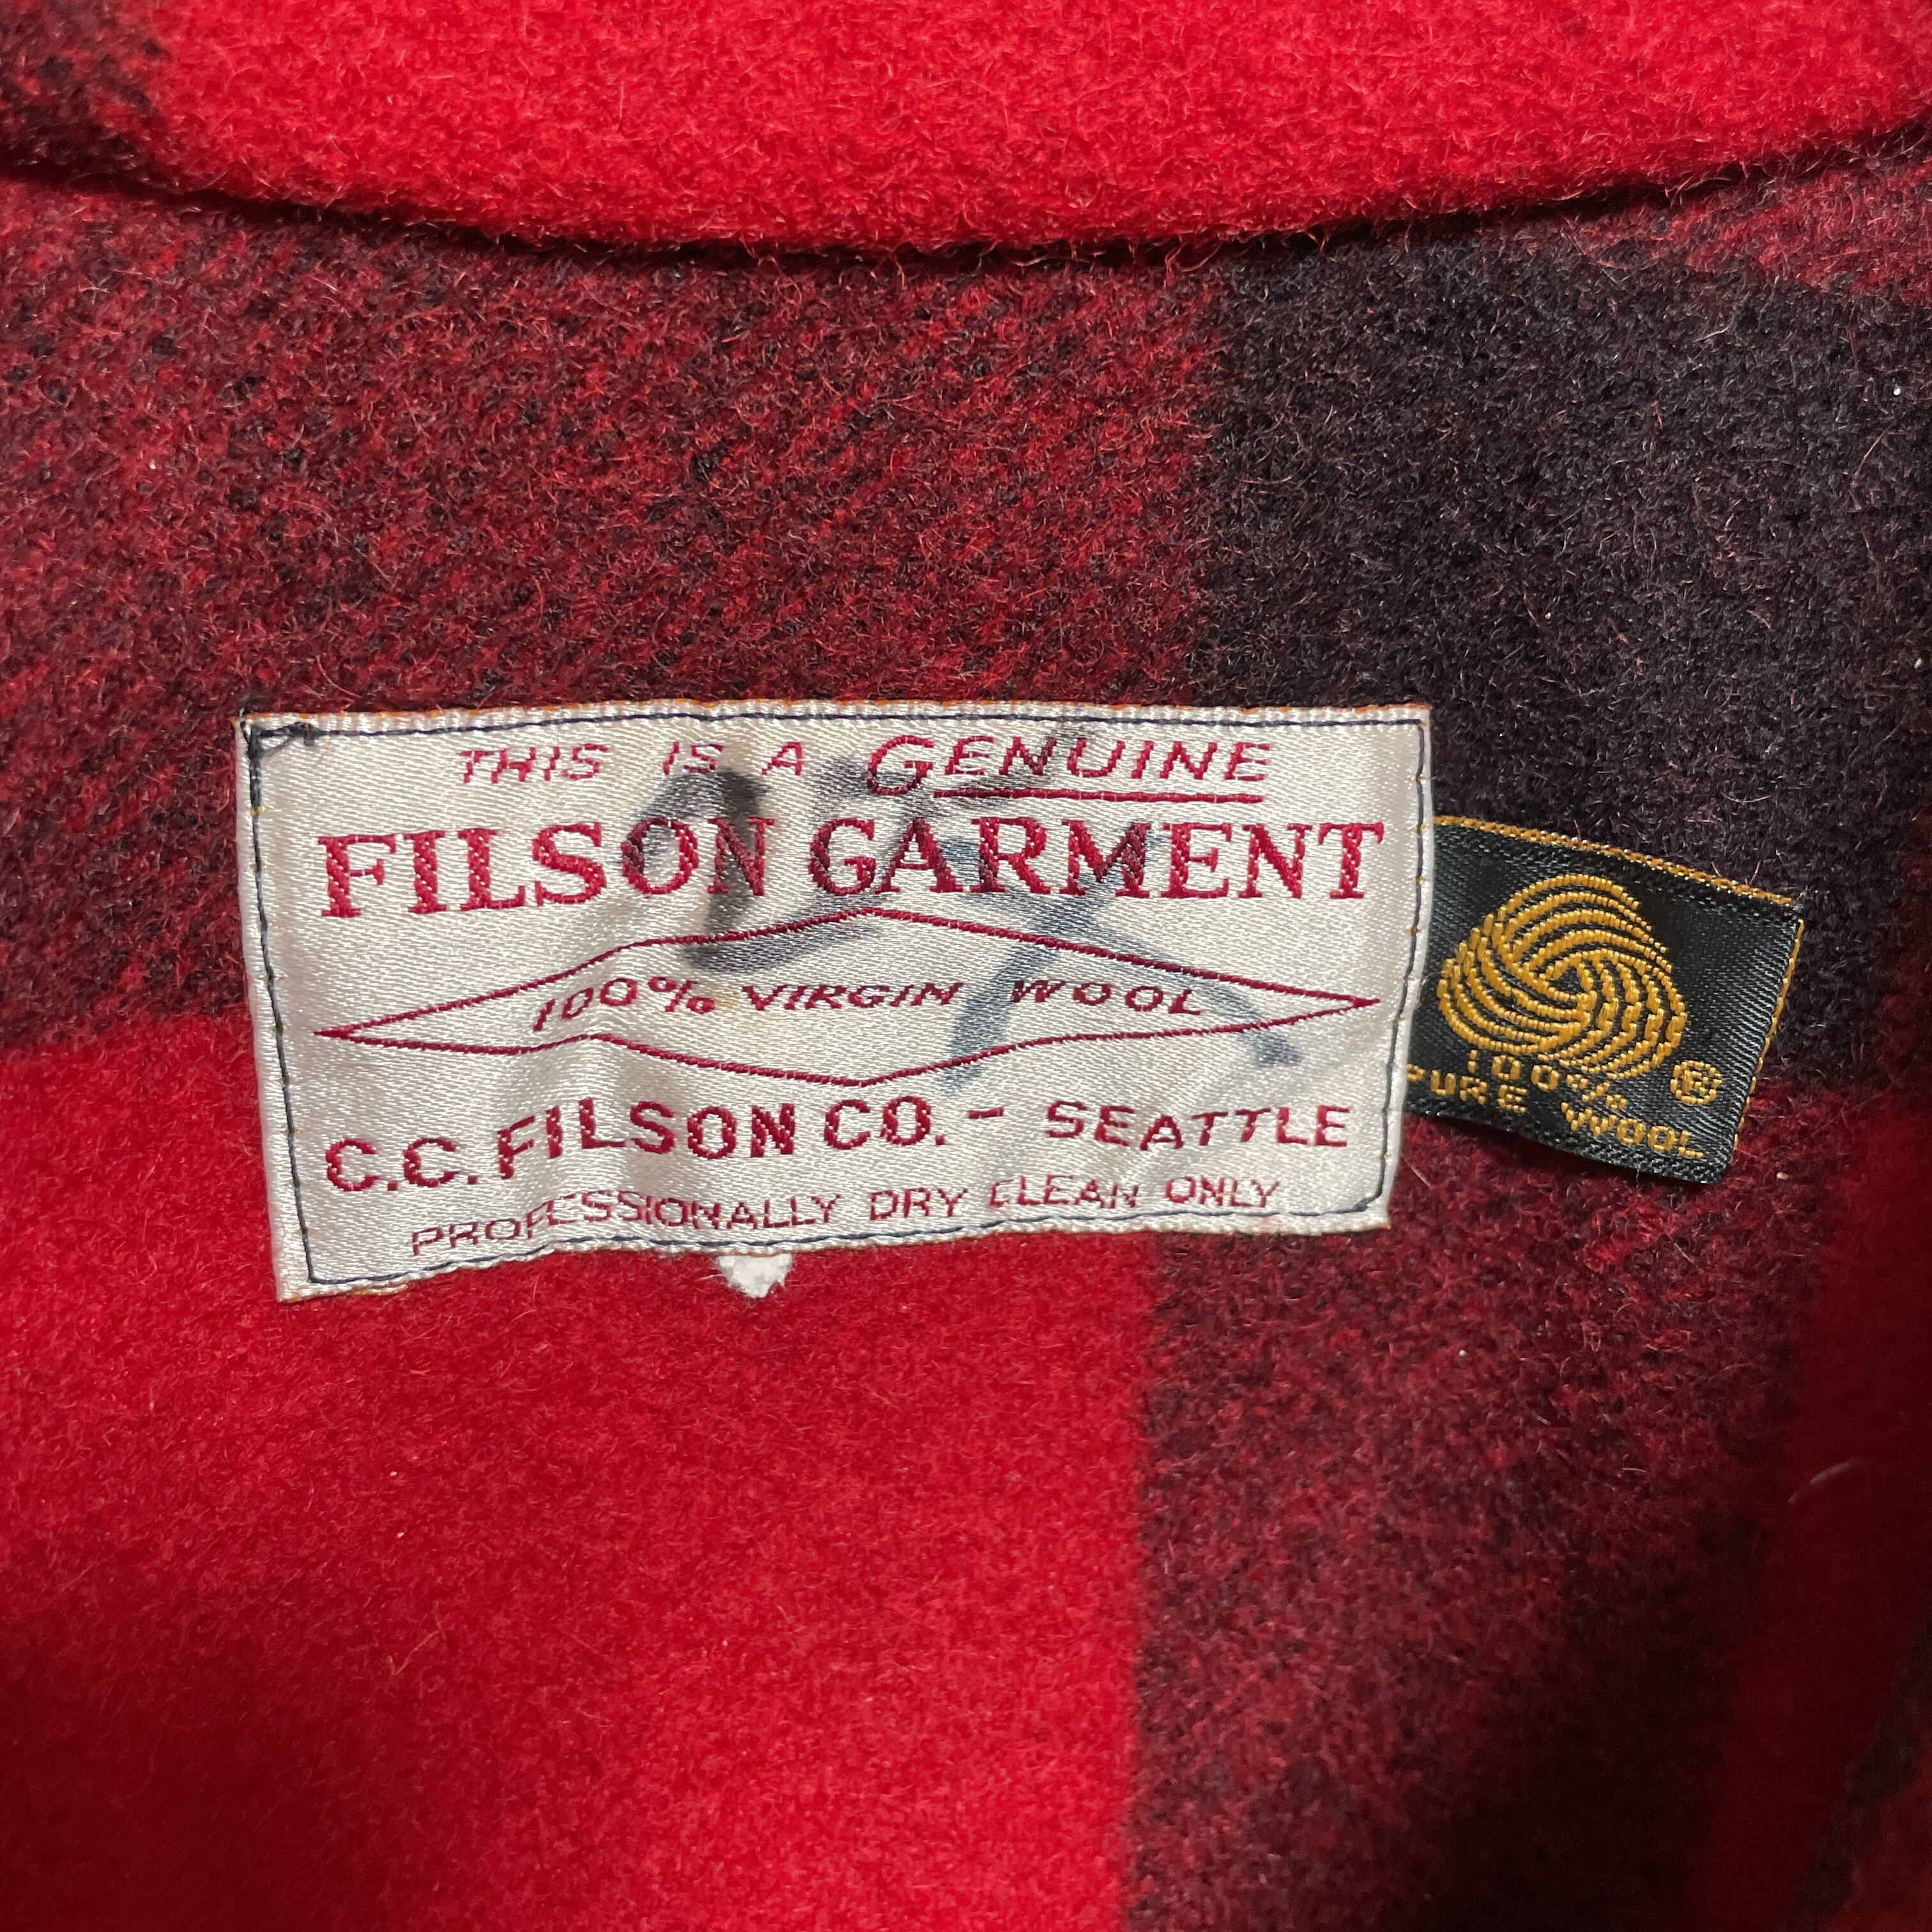 THIS IS A GENUINE
FILSON GARMENT
100% VIRGIN WOOL
C.C. FILSON CO. - SEATTLE
PROFESSIONALLY DRY CLEAN ONLY
®
100%
PURE WOOL